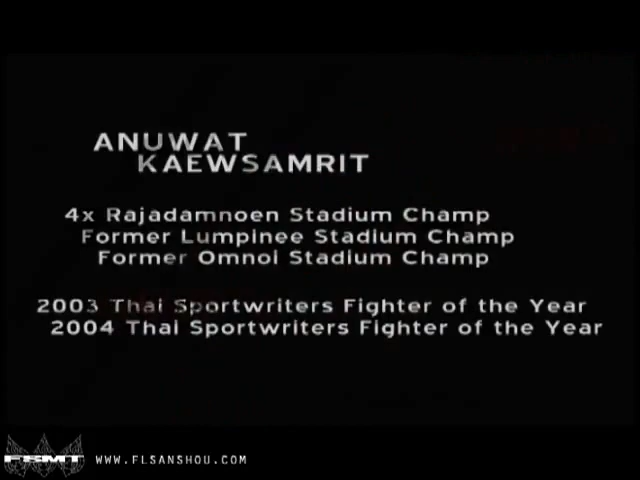 ANUWAT
KAEWSAMRIT
4x Rajadamnoen Stadium Champ
Former Lumpinee Stadium Champ
Former Omnoi Stadium Champ
2003 Thai Sportwriters Fighter of the Year
2004 Thai Sportwriters Fighter of the Year
FSMT WWW.FLSANSHOU.COM